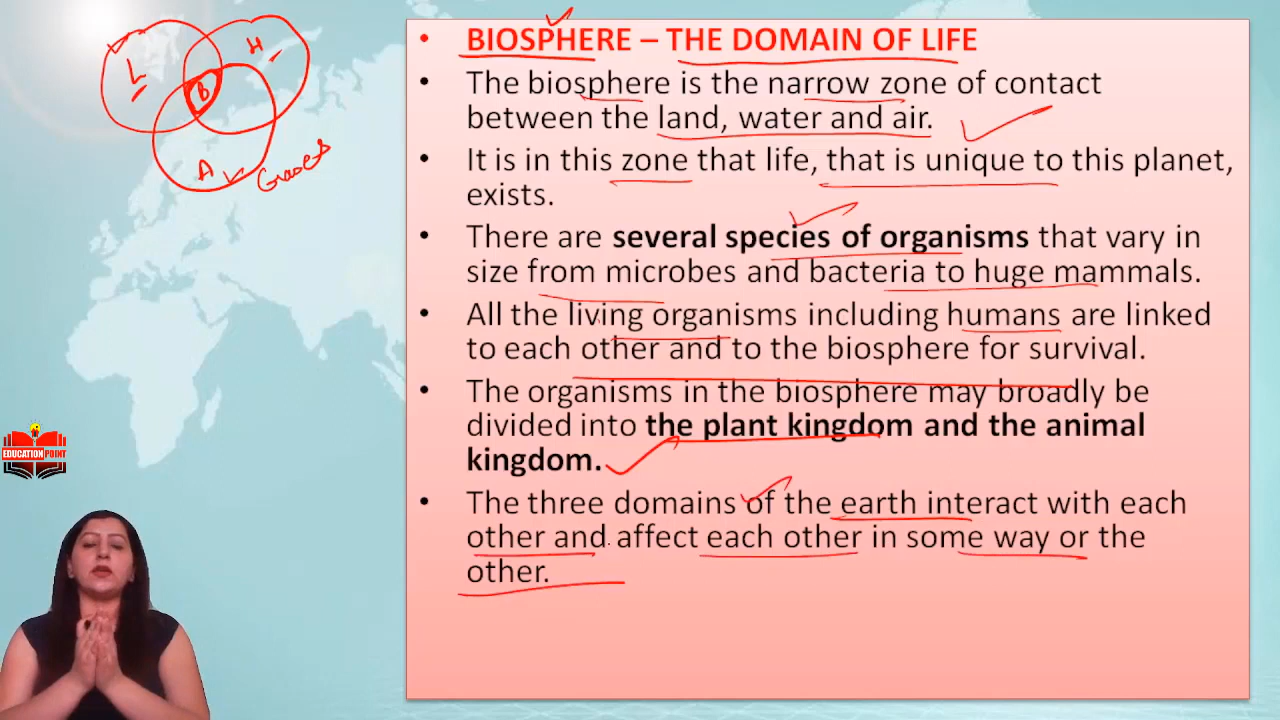 L
H
B
A
Gases
EDUCATION POINT
• BIOSPHERE – THE DOMAIN OF LIFE
• The biosphere is the narrow zone of contact
between the land, water and air.
• It is in this zone that life, that is unique to this planet,
exists.
• There are several species of organisms that vary in
size from microbes and bacteria to huge mammals.
• All the living organisms including humans are linked
to each other and to the biosphere for survival.
• The organisms in the biosphere may broadly be
divided into the plant kingdom and the animal
kingdom.
• The three domains of the earth interact with each
other and affect each other in some way or the
other.